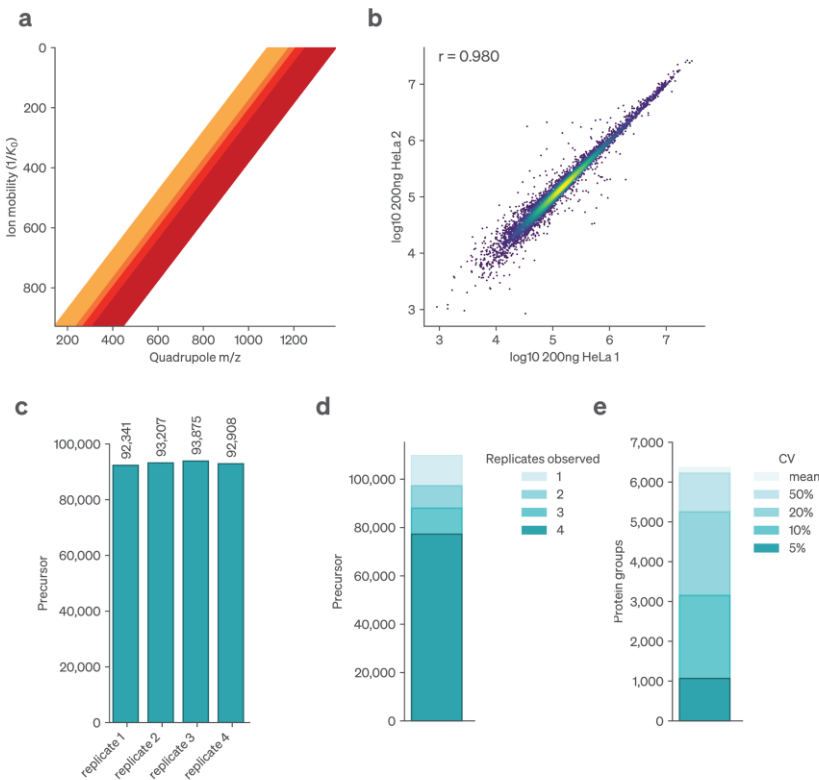 a
0
200
400
600
800
Ion mobility (1/K₀)
200
400
600
800
1000
1200
Quadrupole m/z
b
r = 0.980
7
6
5
4
3
log10 200ng HeLa 2
3
4
5
6
7
log10 200ng HeLa 1
c
92,341
93,207
93,875
92,908
100,000
80,000
60,000
40,000
20,000
0
Precursor
replicate 1
replicate 2
replicate 3
replicate 4
d
100,000
80,000
60,000
40,000
20,000
0
Precursor
Replicates observed
1
2
3
4
e
7,000
6,000
5,000
4,000
3,000
2,000
1,000
0
Protein groups
CV
mean
50%
20%
10%
5%